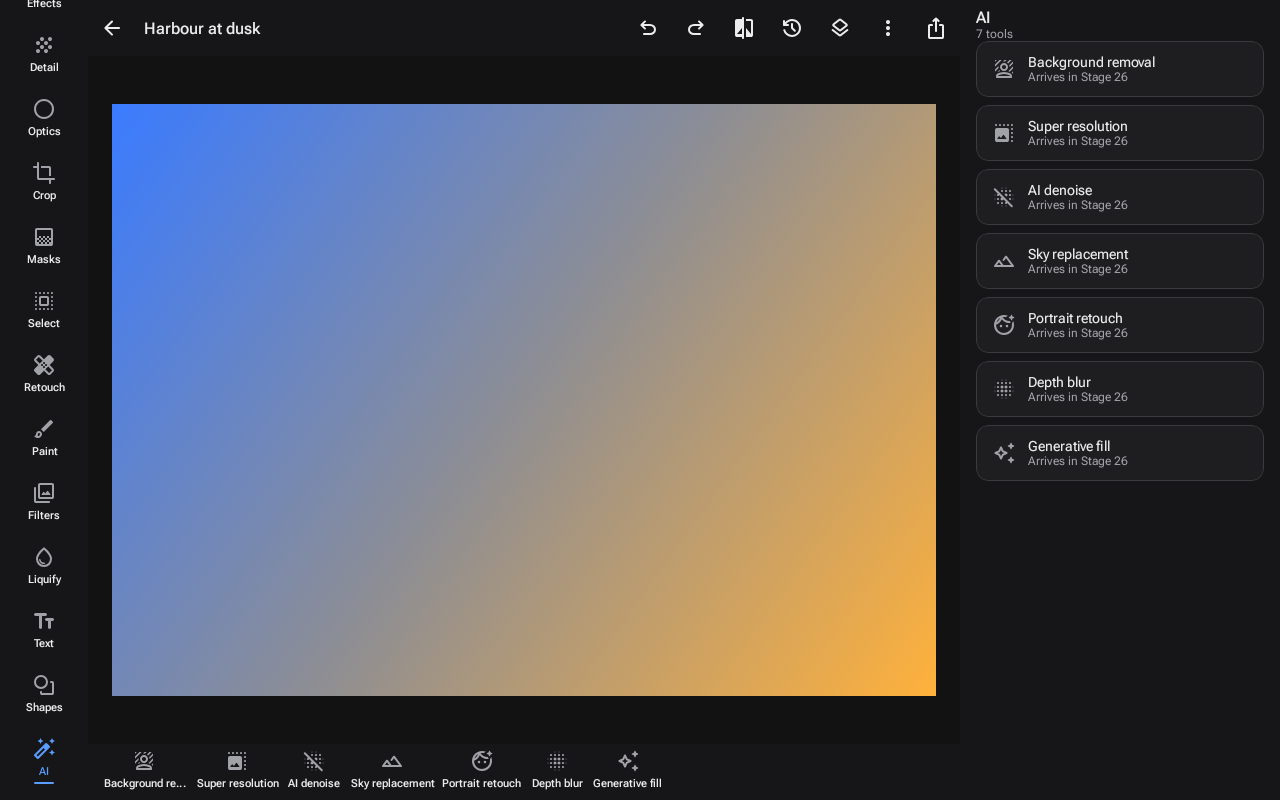 Effects
Detail
Optics
Crop
Masks
Select
Retouch
Paint
Filters
Liquify
Text
Shapes
AI
Harbour at dusk
Background re...
Super resolution
AI denoise
Sky replacement
Portrait retouch
Depth blur
Generative fill
AI
7 tools
Background removal
Arrives in Stage 26
Super resolution
Arrives in Stage 26
AI denoise
Arrives in Stage 26
Sky replacement
Arrives in Stage 26
Portrait retouch
Arrives in Stage 26
Depth blur
Arrives in Stage 26
Generative fill
Arrives in Stage 26